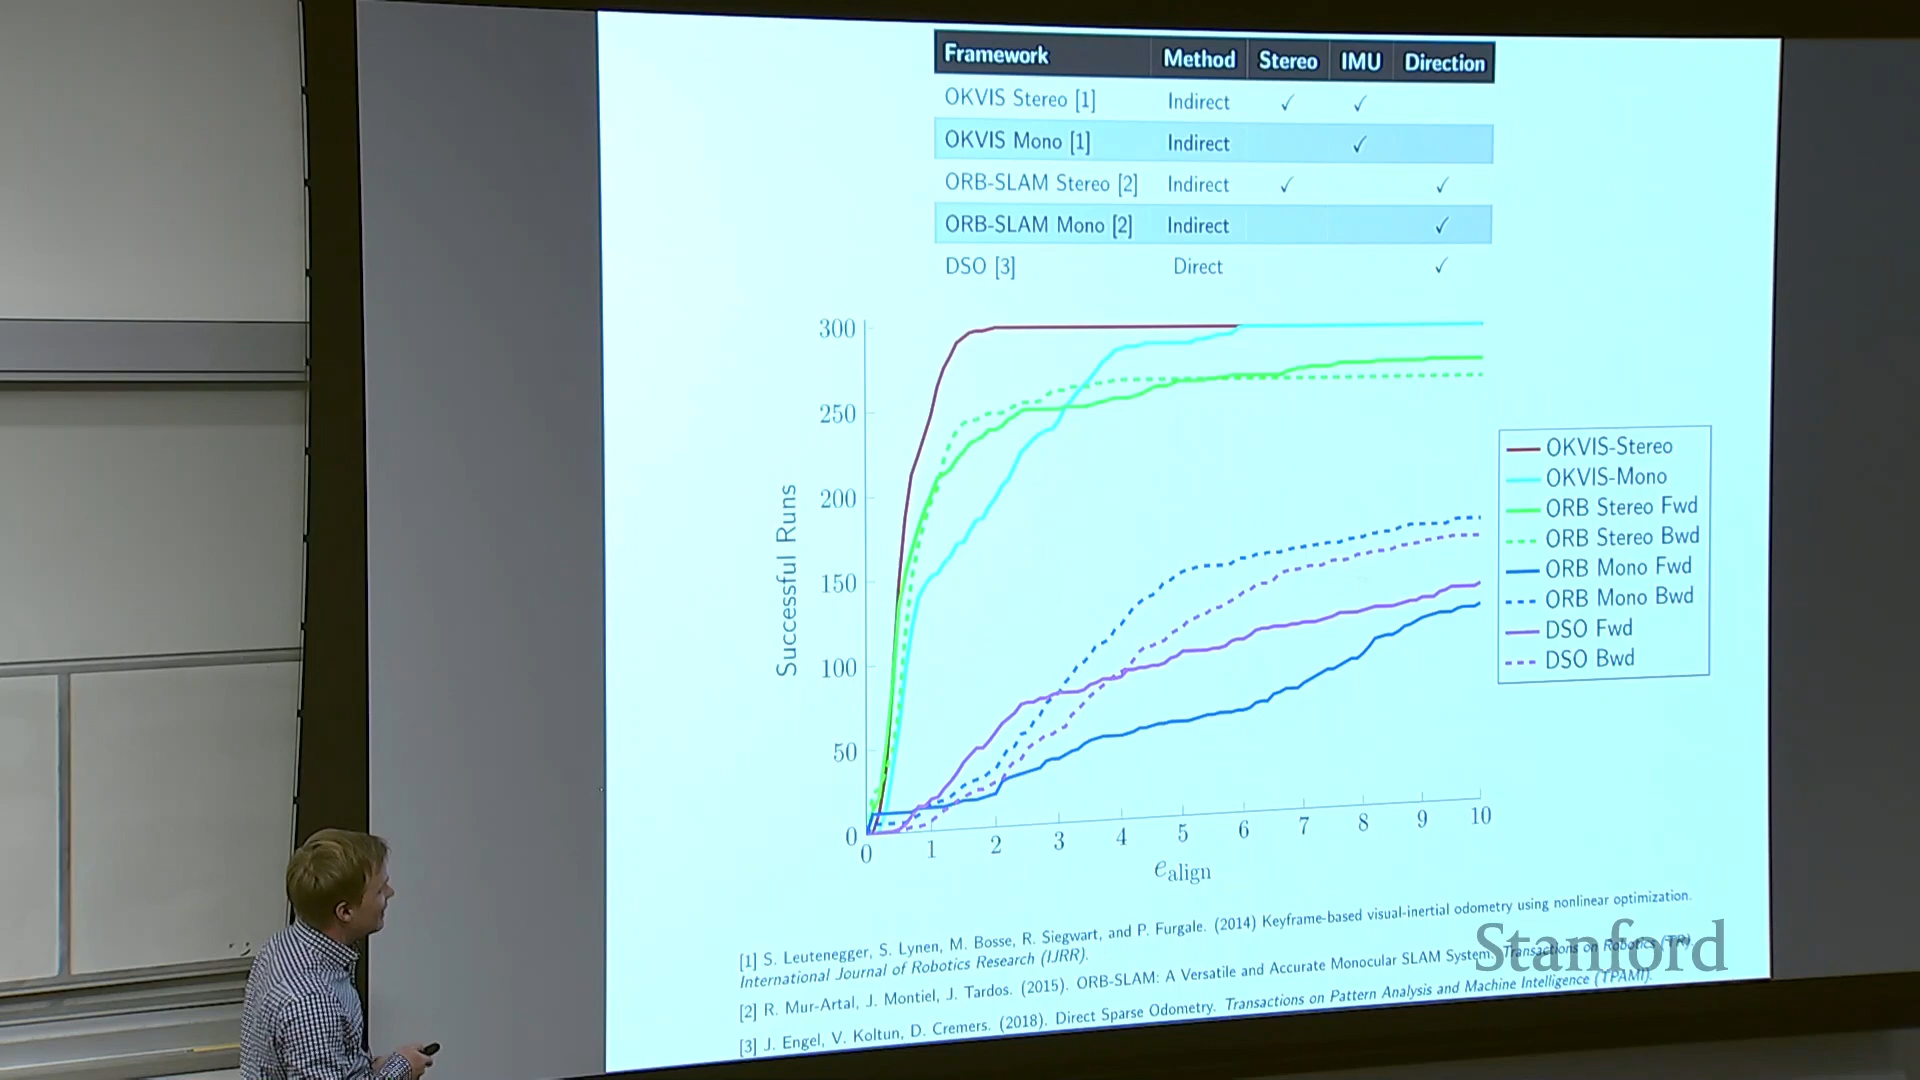 Framework Method Stereo IMU Direction
OKVIS Stereo [1] Indirect ✓ ✓
OKVIS Mono [1] Indirect ✓
ORB-SLAM Stereo [2] Indirect ✓ ✓
ORB-SLAM Mono [2] Indirect ✓
DSO [3] Direct ✓
300
250
200
150
100
50
0
Successful Runs
0 1 2 3 4 5 6 7 8 9 10
ealign
OKVIS-Stereo
OKVIS-Mono
ORB Stereo Fwd
ORB Stereo Bwd
ORB Mono Fwd
ORB Mono Bwd
DSO Fwd
DSO Bwd
[1] S. Leutenegger, S. Lynen, M. Bosse, R. Siegwart, and P. Furgale. (2014) Keyframe-based visual-inertial odometry using nonlinear optimization.
International Journal of Robotics Research (IJRR).
[2] R. Mur-Artal, J. Montiel, J. Tardos. (2015). ORB-SLAM: A Versatile and Accurate Monocular SLAM System. Transactions on Robotics (TR).
[3] J. Engel, V. Koltun, D. Cremers. (2018). Direct Sparse Odometry. Transactions on Pattern Analysis and Machine Intelligence (TPAMI).
Stanford